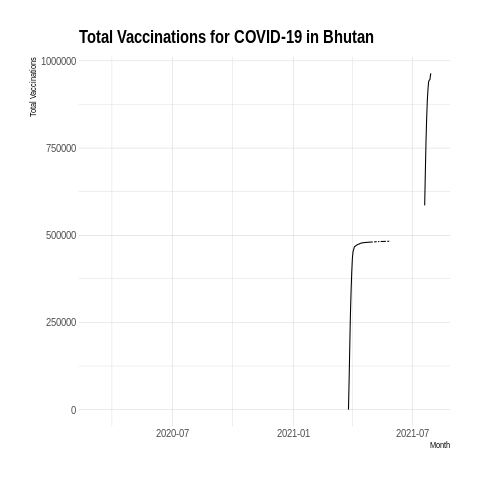 Total Vaccinations for COVID-19 in Bhutan
Total Vaccinations
1000000
750000
500000
250000
0
2020-07
2021-01
2021-07
Month